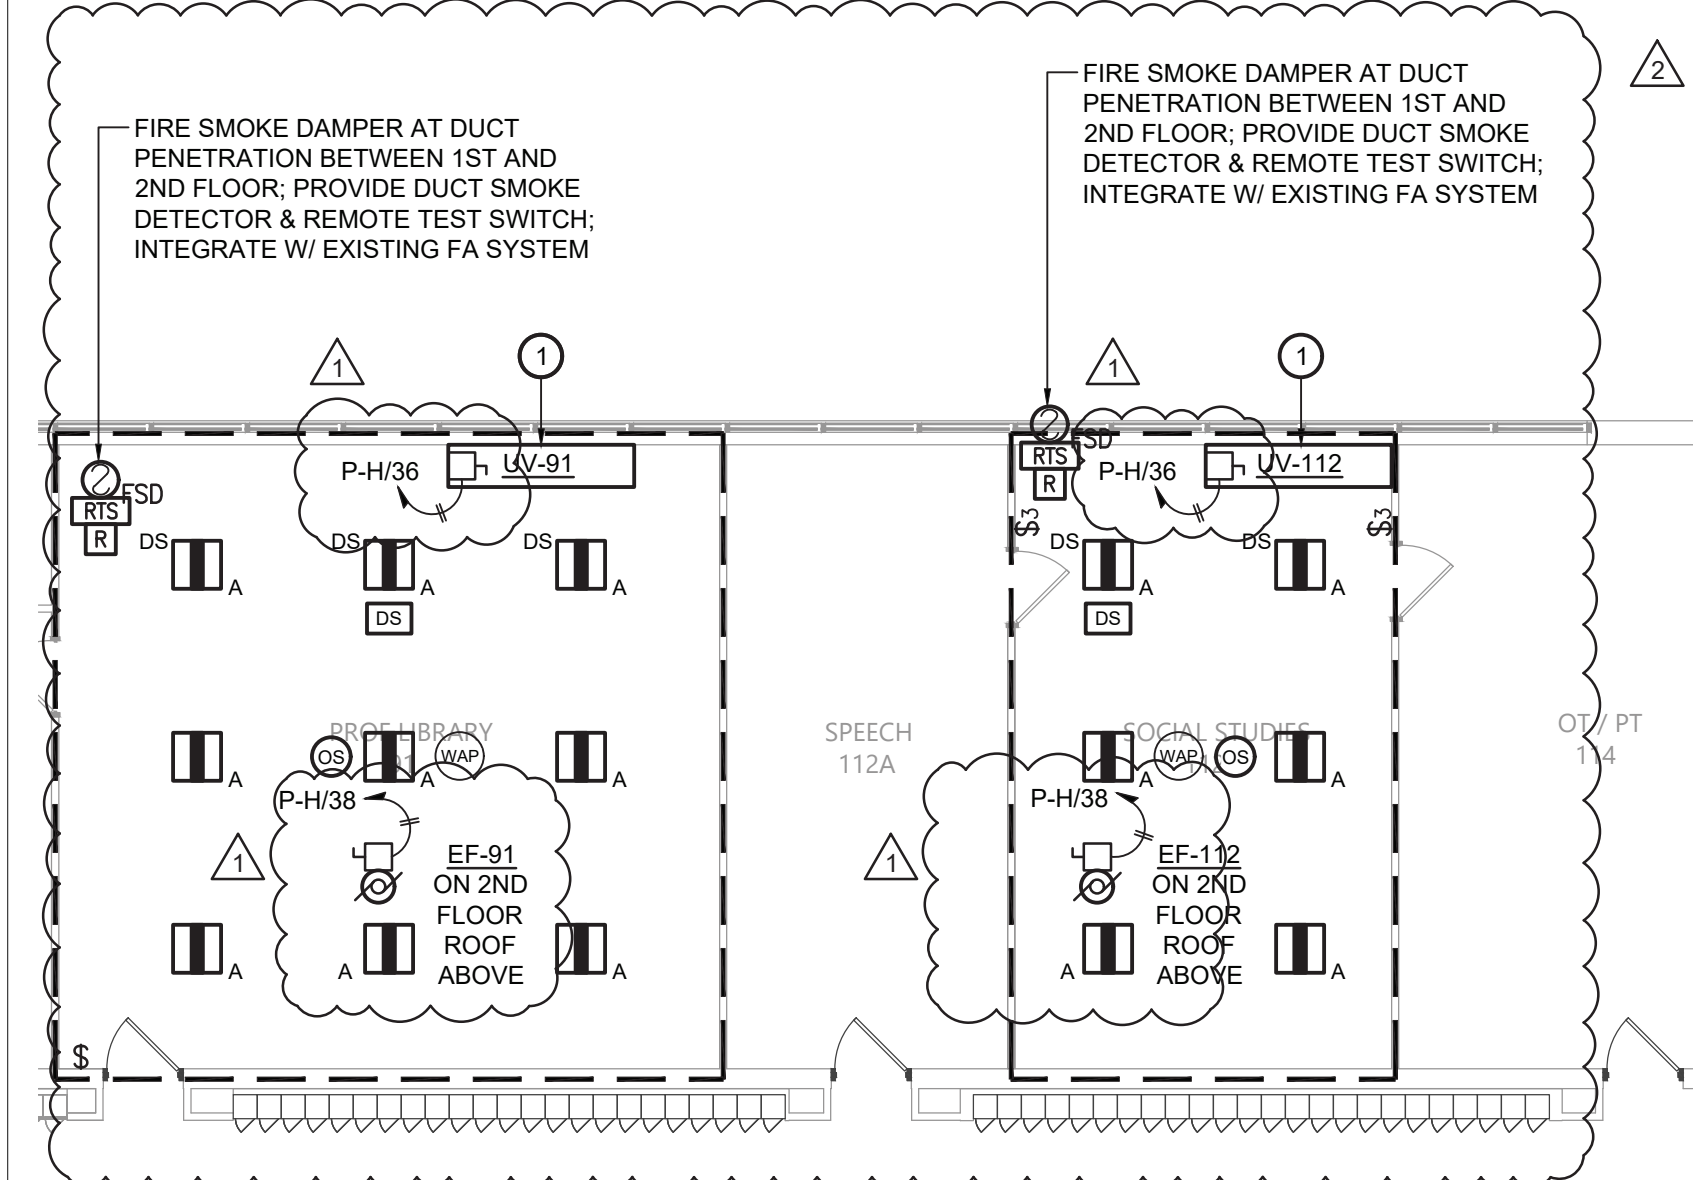 FIRE SMOKE DAMPER AT DUCT
PENETRATION BETWEEN 1ST AND
2ND FLOOR; PROVIDE DUCT SMOKE
DETECTOR & REMOTE TEST SWITCH;
INTEGRATE W/ EXISTING FA SYSTEM
FIRE SMOKE DAMPER AT DUCT
PENETRATION BETWEEN 1ST AND
2ND FLOOR; PROVIDE DUCT SMOKE
DETECTOR & REMOTE TEST SWITCH;
INTEGRATE W/ EXISTING FA SYSTEM
2
1
1
1
1
FSD
RTS
R
P-H/36
UV-91
FSD
RTS
R
P-H/36
UV-112
$3
$3
DS
DS
DS
DS
DS
A
A
A
A
A
DS
DS
PROF LIBRARY
91
SPEECH
112A
SOCIAL STUDIES
112
OT / PT
114
OS
WAP
WAP
OS
A
A
A
A
A
P-H/38
P-H/38
1
1
EF-91
ON 2ND
FLOOR
ROOF
ABOVE
EF-112
ON 2ND
FLOOR
ROOF
ABOVE
A
A
A
A
A
$